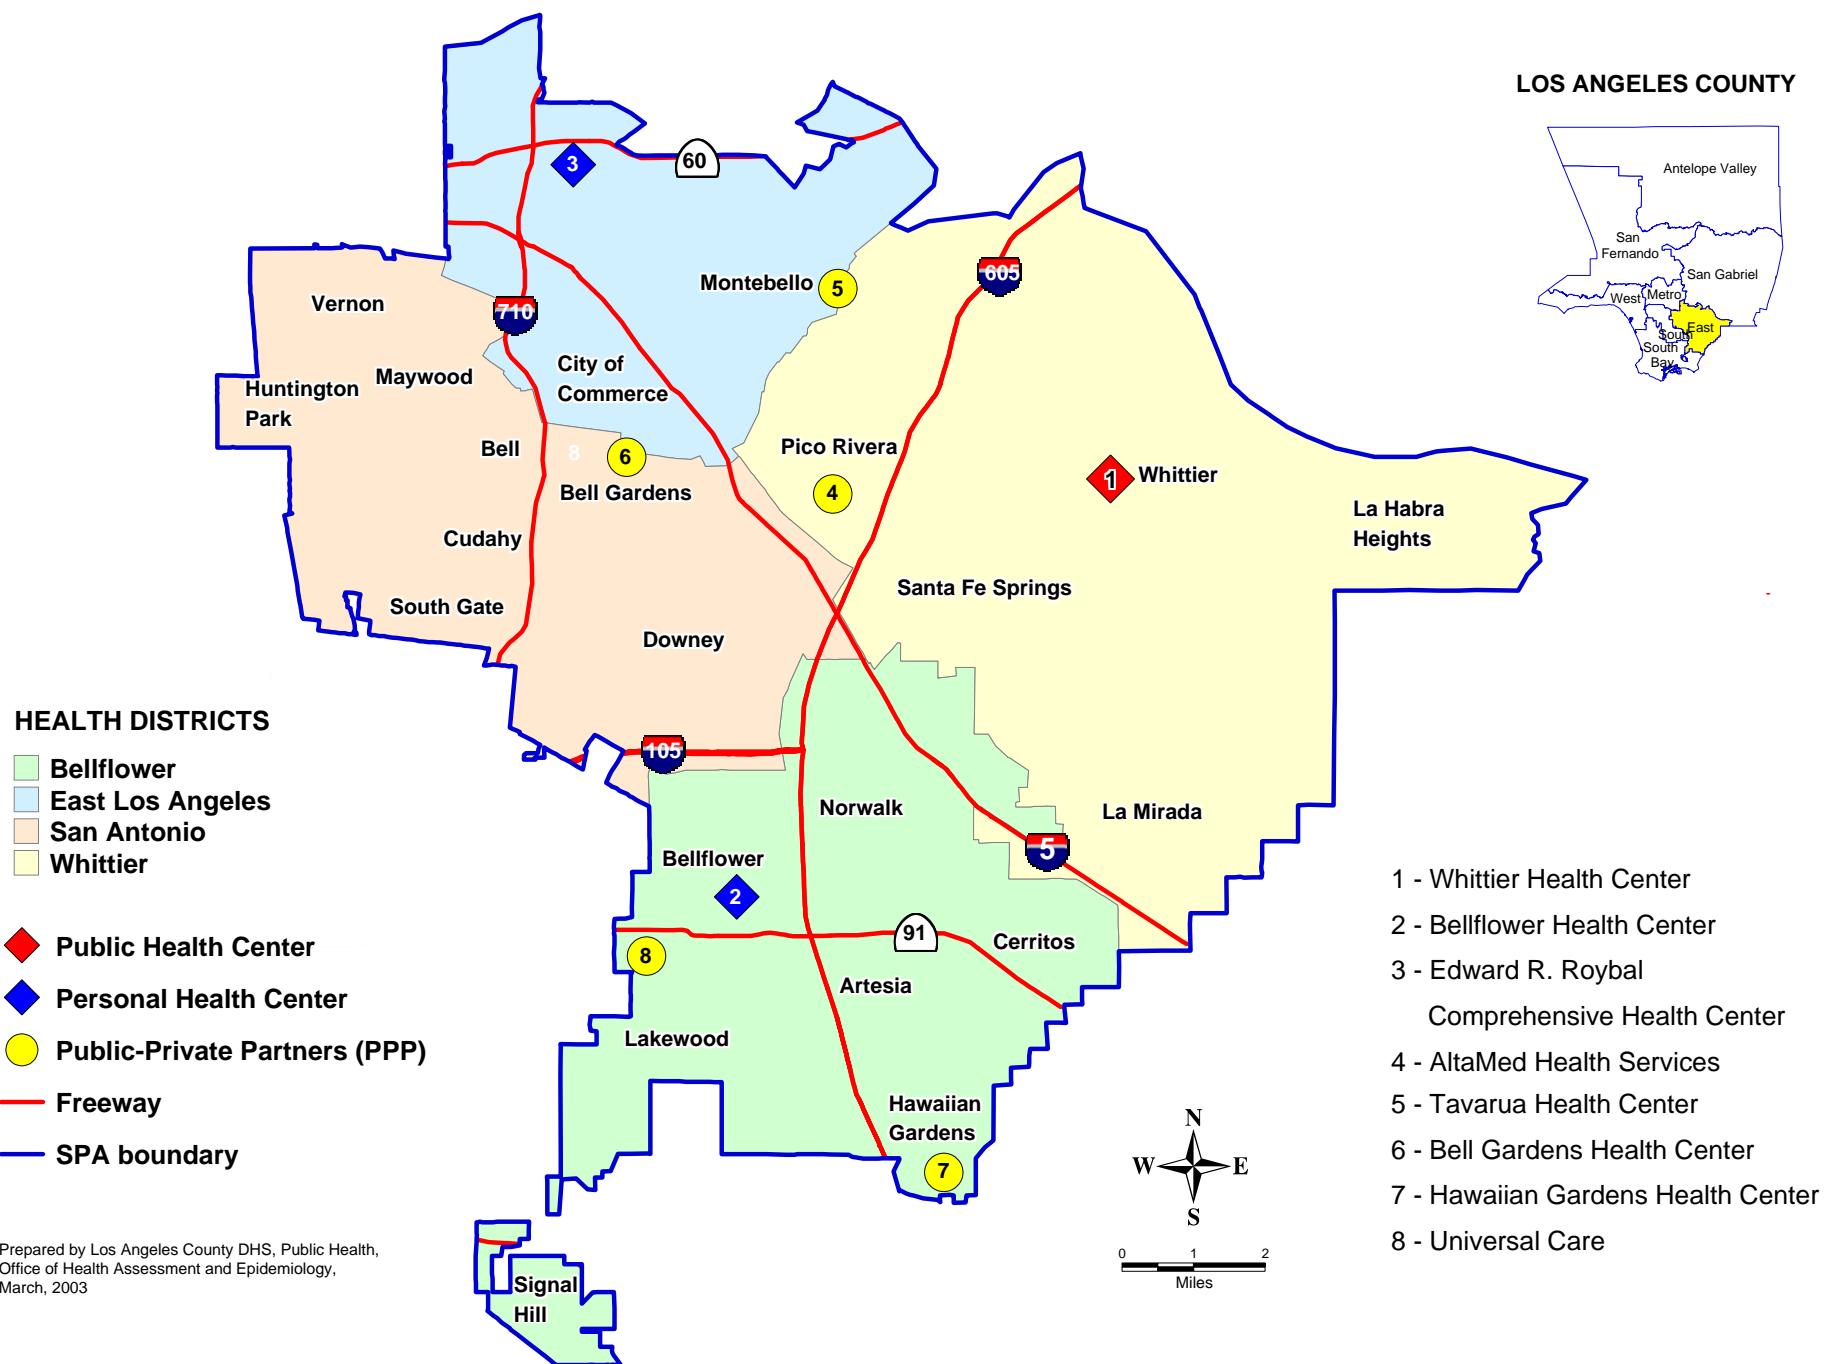 LOS ANGELES COUNTY
Antelope Valley
San
Fernando
San Gabriel
West
Metro
East
South
South
Bay
60
3
605
Montebello
5
Vernon
710
City of
Commerce
Maywood
Huntington
Park
Bell
8
6
Bell Gardens
Pico Rivera
4
1
Whittier
La Habra
Heights
Cudahy
South Gate
Santa Fe Springs
Downey
105
Norwalk
La Mirada
5
Bellflower
2
91
Cerritos
8
Artesia
Lakewood
Hawaiian
Gardens
7
Signal
Hill
HEALTH DISTRICTS
Bellflower
East Los Angeles
San Antonio
Whittier
Public Health Center
Personal Health Center
Public-Private Partners (PPP)
Freeway
SPA boundary
Prepared by Los Angeles County DHS, Public Health,
Office of Health Assessment and Epidemiology,
March, 2003
N
W E
S
0 1 2
Miles
1 - Whittier Health Center
2 - Bellflower Health Center
3 - Edward R. Roybal
Comprehensive Health Center
4 - AltaMed Health Services
5 - Tavarua Health Center
6 - Bell Gardens Health Center
7 - Hawaiian Gardens Health Center
8 - Universal Care